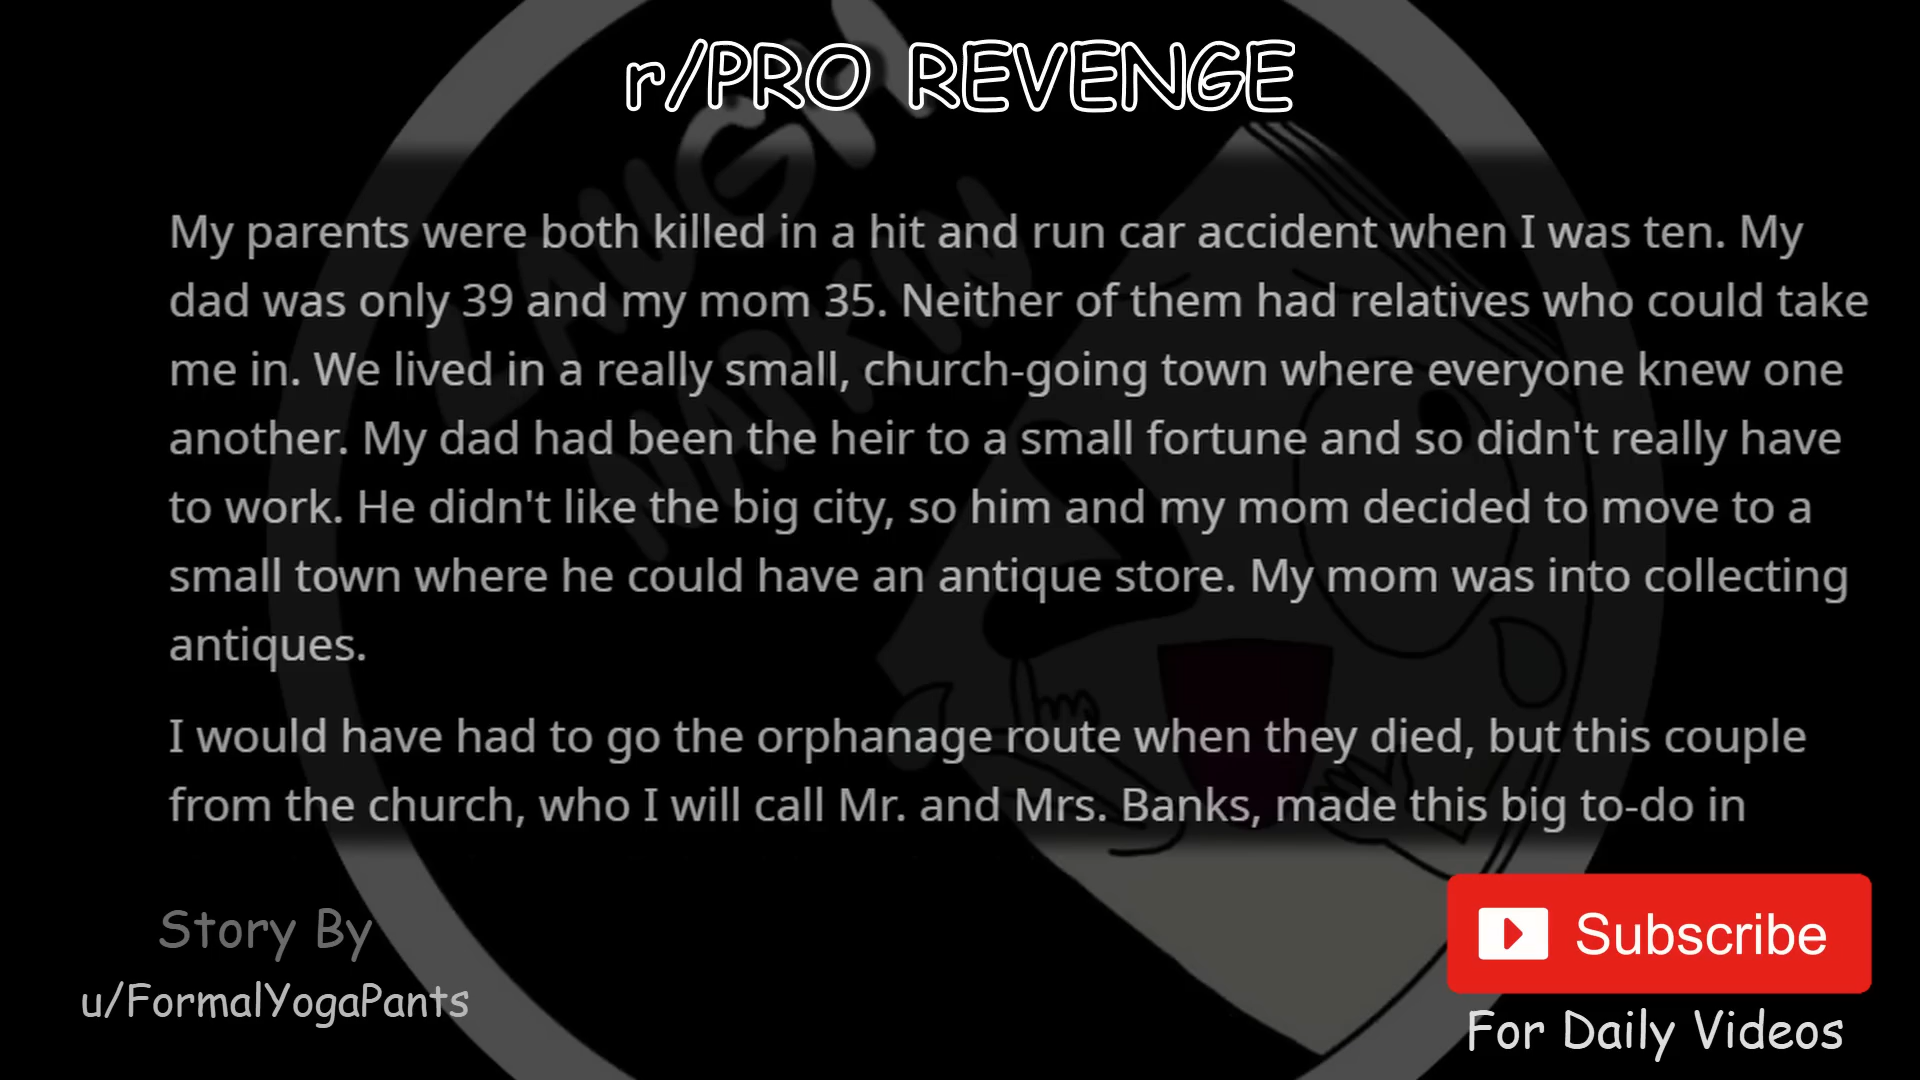 r/PRO REVENGE
LAUGH
NAPKIN
My parents were both killed in a hit and run car accident when I was ten. My
dad was only 39 and my mom 35. Neither of them had relatives who could take
me in. We lived in a really small, church-going town where everyone knew one
another. My dad had been the heir to a small fortune and so didn't really have
to work. He didn't like the big city, so him and my mom decided to move to a
small town where he could have an antique store. My mom was into collecting
antiques.
I would have had to go the orphanage route when they died, but this couple
from the church, who I will call Mr. and Mrs. Banks, made this big to-do in
Story By
u/FormalYogaPants
Subscribe
For Daily Videos